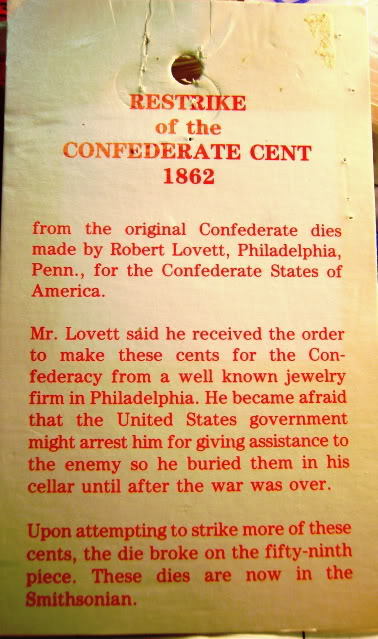 RESTRIKE
of the
CONFEDERATE CENT
1862
from the original Confederate dies
made by Robert Lovett, Philadelphia,
Penn., for the Confederate States of
America.
Mr. Lovett said he received the order
to make these cents for the Con-
federacy from a well known jewelry
firm in Philadelphia. He became afraid
that the United States government
might arrest him for giving assistance to
the enemy so he buried them in his
cellar until after the war was over.
Upon attempting to strike more of these
cents, the die broke on the fifty-ninth
piece. These dies are now in the
Smithsonian.